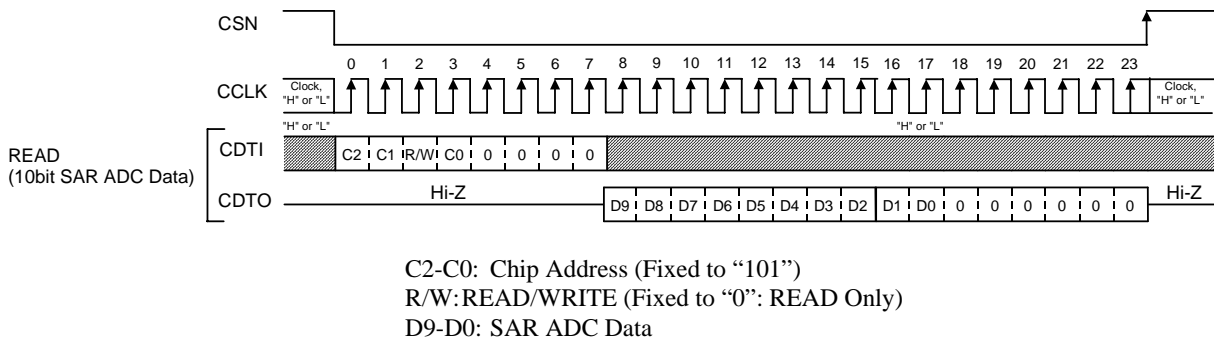 CSN
0 1 2 3 4 5 6 7 8 9 10 11 12 13 14 15 16 17 18 19 20 21 22 23
CCLK
Clock,
"H" or "L"
Clock,
"H" or "L"
"H" or "L"
"H" or "L"
READ
(10bit SAR ADC Data)
CDTI
C2 C1 R/W C0 0 0 0 0
CDTO
Hi-Z
D9 D8 D7 D6 D5 D4 D3 D2 D1 D0 0 0 0 0 0 0
Hi-Z
C2-C0: Chip Address (Fixed to “101”)
R/W: READ/WRITE (Fixed to “0”: READ Only)
D9-D0: SAR ADC Data